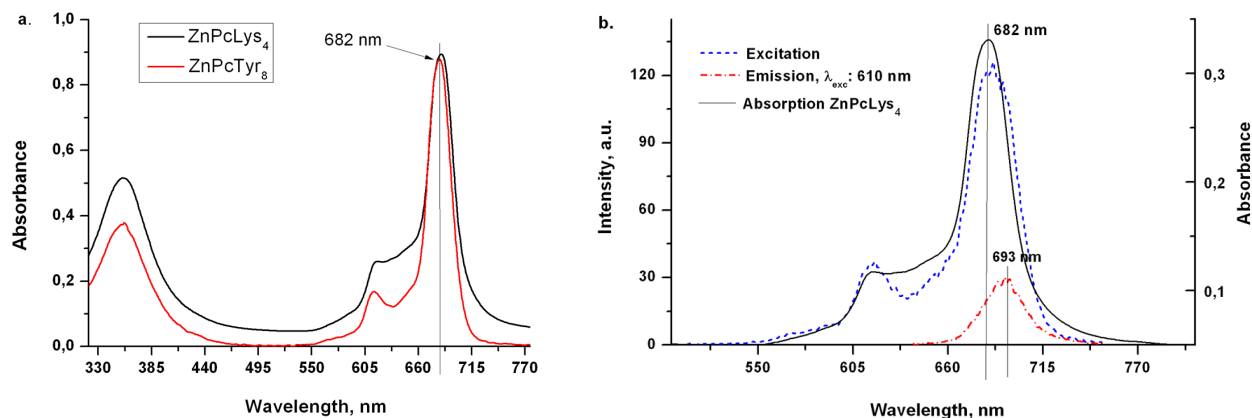 a.
1,0
0,8
0,6
0,4
0,2
0,0
Absorbance
ZnPcLys4
ZnPcTyr8
682 nm
330 385 440 495 550 605 660 715 770
Wavelength, nm
b.
120
90
60
30
0
Intensity, a.u.
Excitation
Emission, λexc: 610 nm
Absorption ZnPcLys4
682 nm
693 nm
0,3
0,2
0,1
Absorbance
550 605 660 715 770
Wavelength, nm